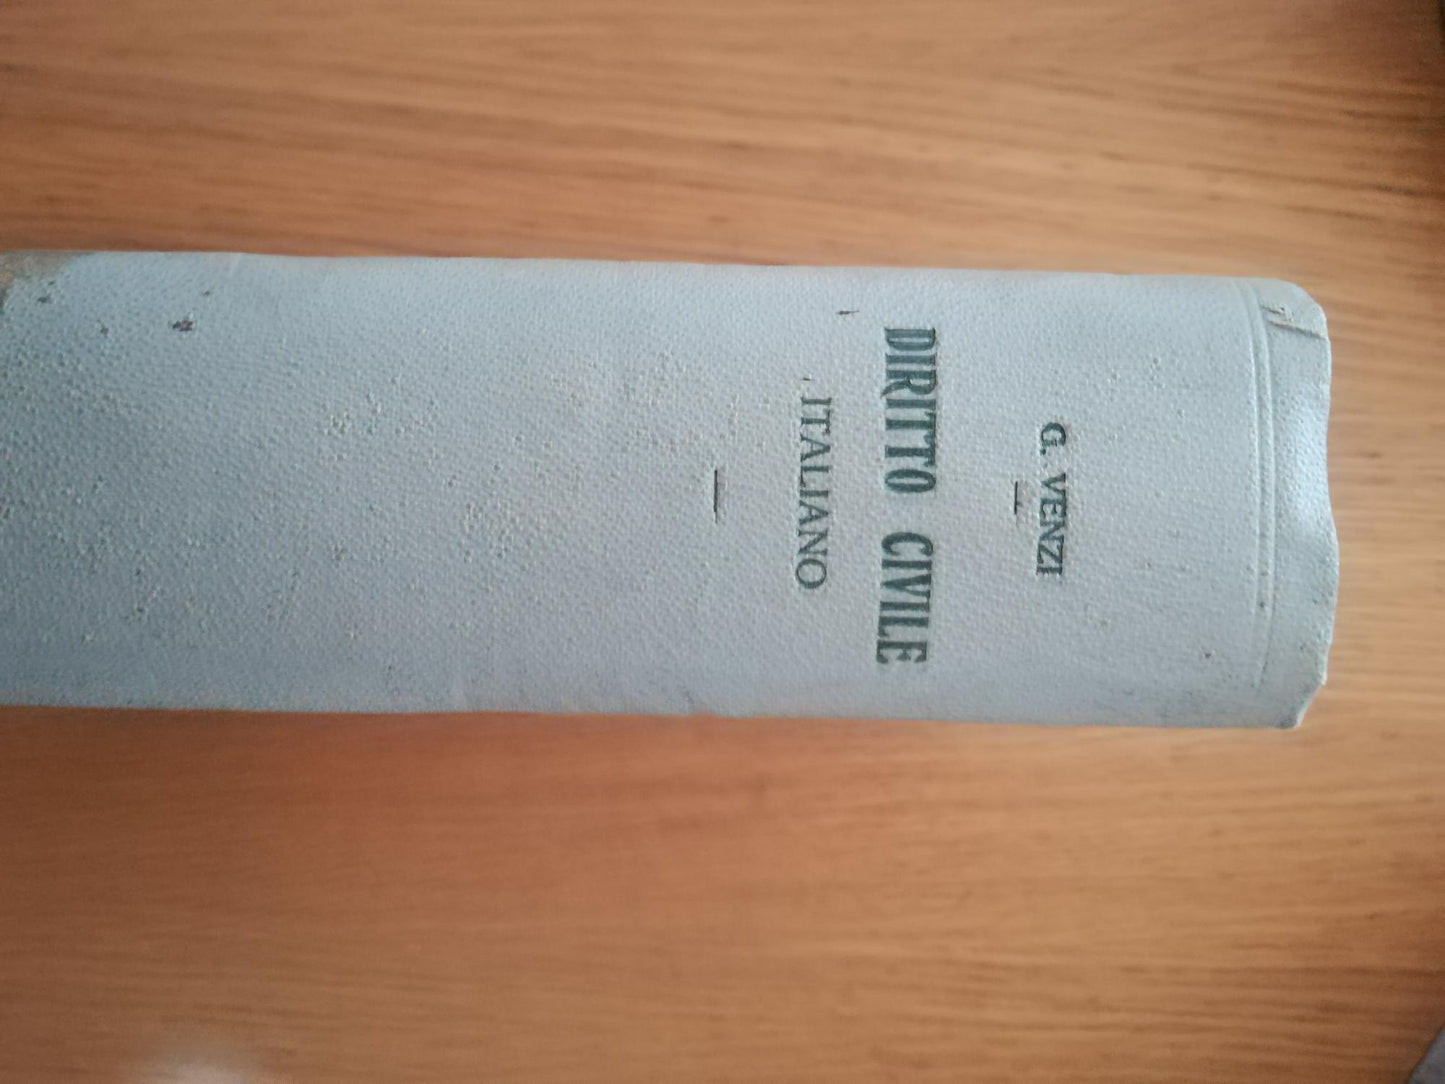 G. VENZI
DIRITTO CIVILE
ITALIANO